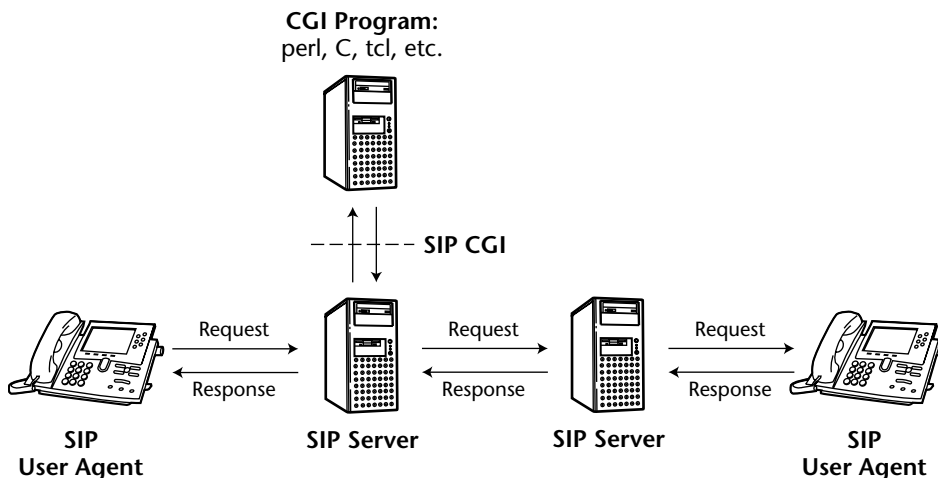 CGI Program:
perl, C, tcl, etc.
SIP CGI
Request
Request
Request
Response
Response
Response
SIP
User Agent
SIP Server
SIP Server
SIP
User Agent